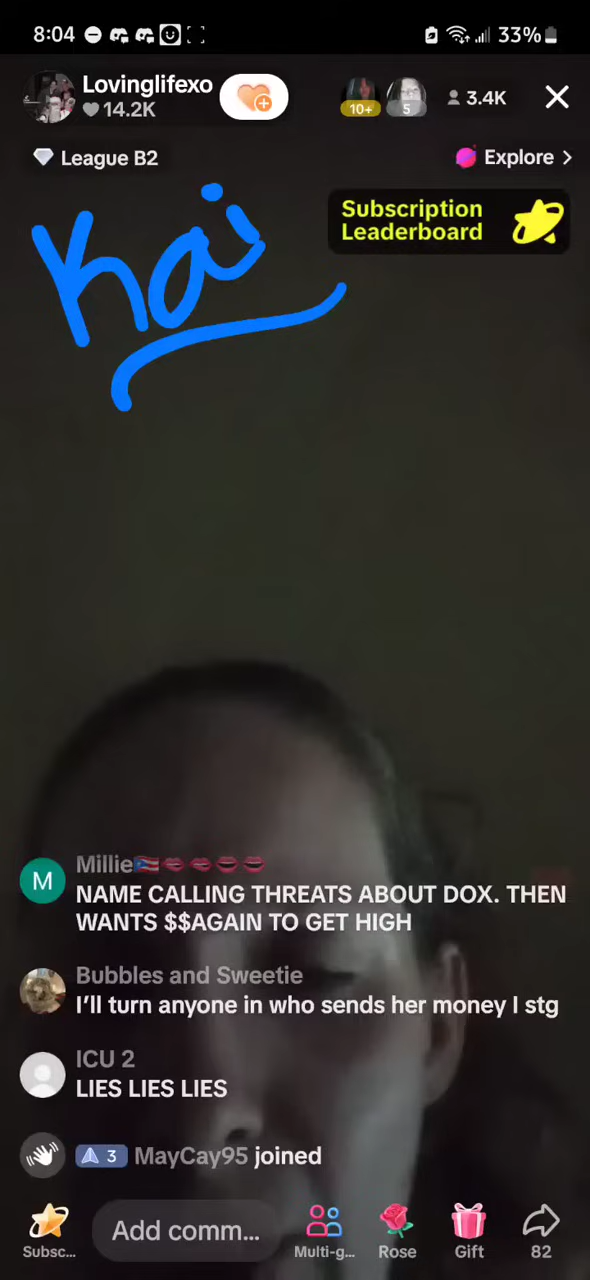 8:04
33%
Lovinglifexo
14.2K
10+
5
3.4K
League B2
Explore
Kai
Subscription
Leaderboard
Millie
M
NAME CALLING THREATS ABOUT DOX. THEN
WANTS $$AGAIN TO GET HIGH
Bubbles and Sweetie
I'll turn anyone in who sends her money I stg
ICU 2
LIES LIES LIES
3 MayCay95 joined
Add comm...
Subsc...
Multi-g...
Rose
Gift
82